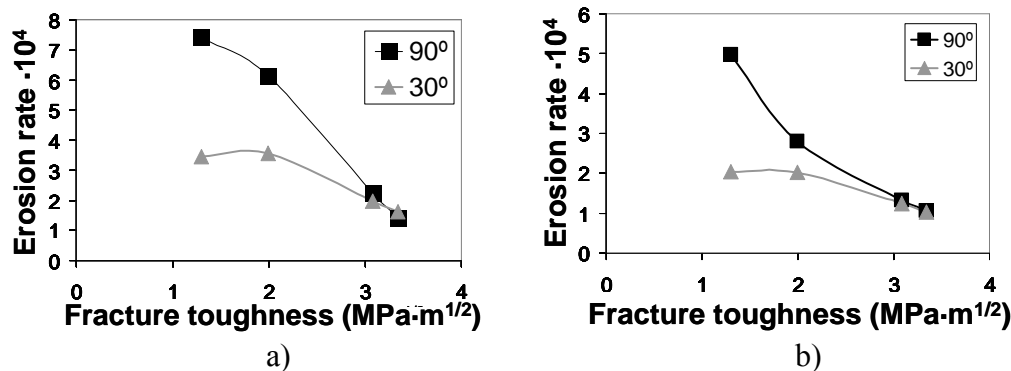 8
7
6
5
4
3
2
1
0
Erosion rate ·10⁴
90º
30º
0 1 2 3 4
Fracture toughness (MPa·m¹/²)
a)
6
5
4
3
2
1
0
Erosion rate ·10⁴
90º
30º
0 1 2 3 4
Fracture toughness (MPa·m¹/²)
b)